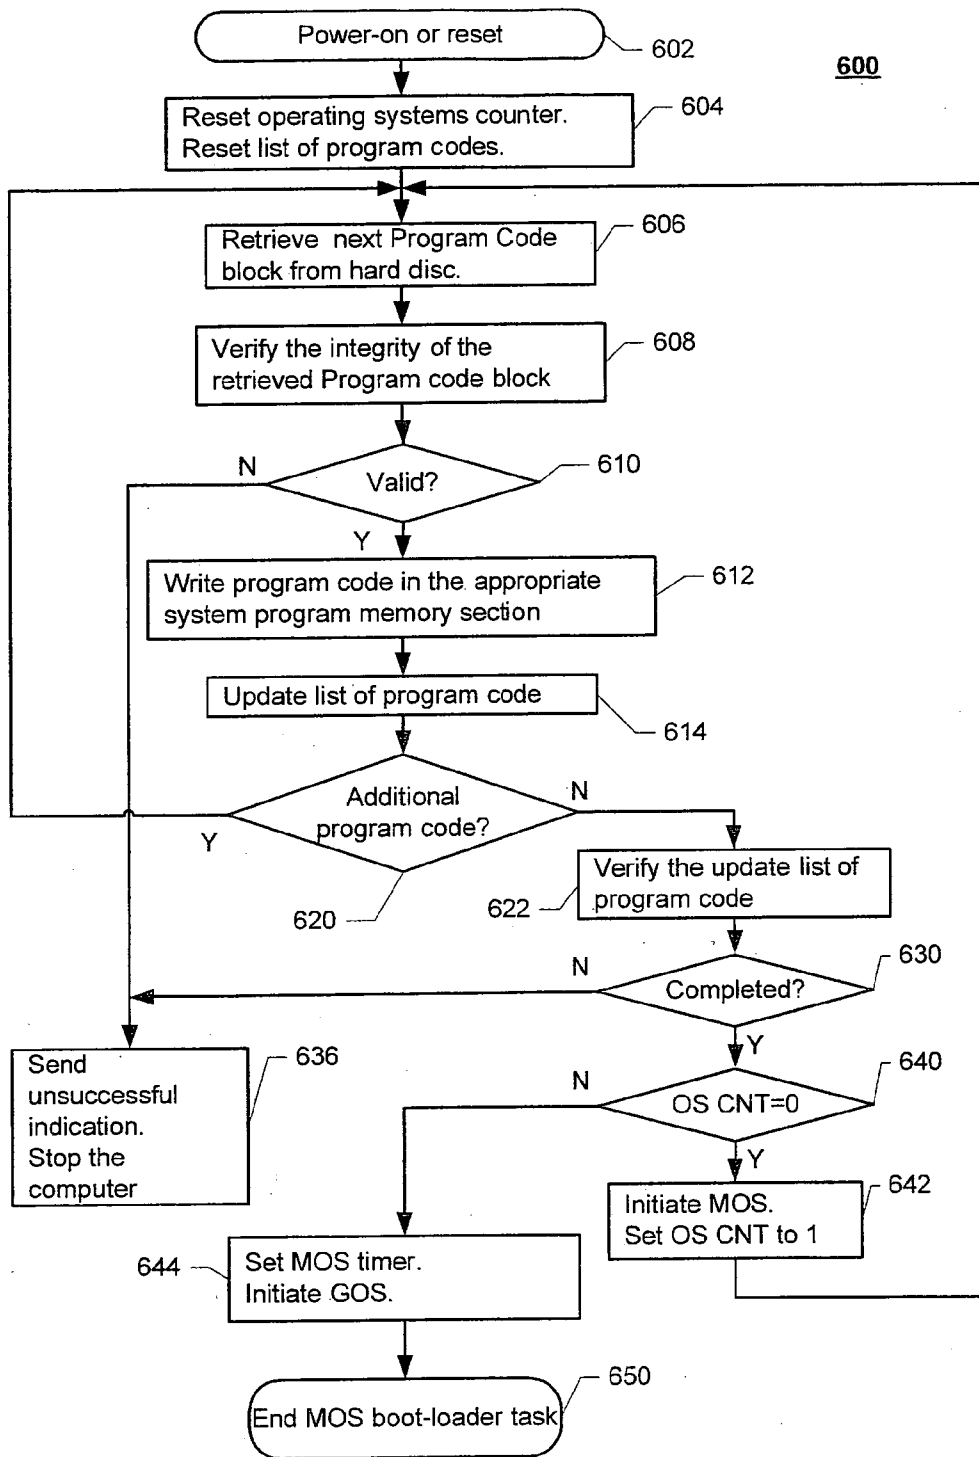 Power-on or reset
602
600
Reset operating systems counter.
Reset list of program codes.
604
Retrieve next Program Code
block from hard disc.
606
Verify the integrity of the
retrieved Program code block
608
Valid?
610
N
Y
Write program code in the appropriate
system program memory section
612
Update list of program code
614
Additional
program code?
N
Y
620
Verify the update list of
program code
622
Completed?
630
N
Y
Send
unsuccessful
indication.
Stop the
computer
636
OS CNT=0
640
N
Y
Initiate MOS.
Set OS CNT to 1
642
Set MOS timer.
Initiate GOS.
644
End MOS boot-loader task
650